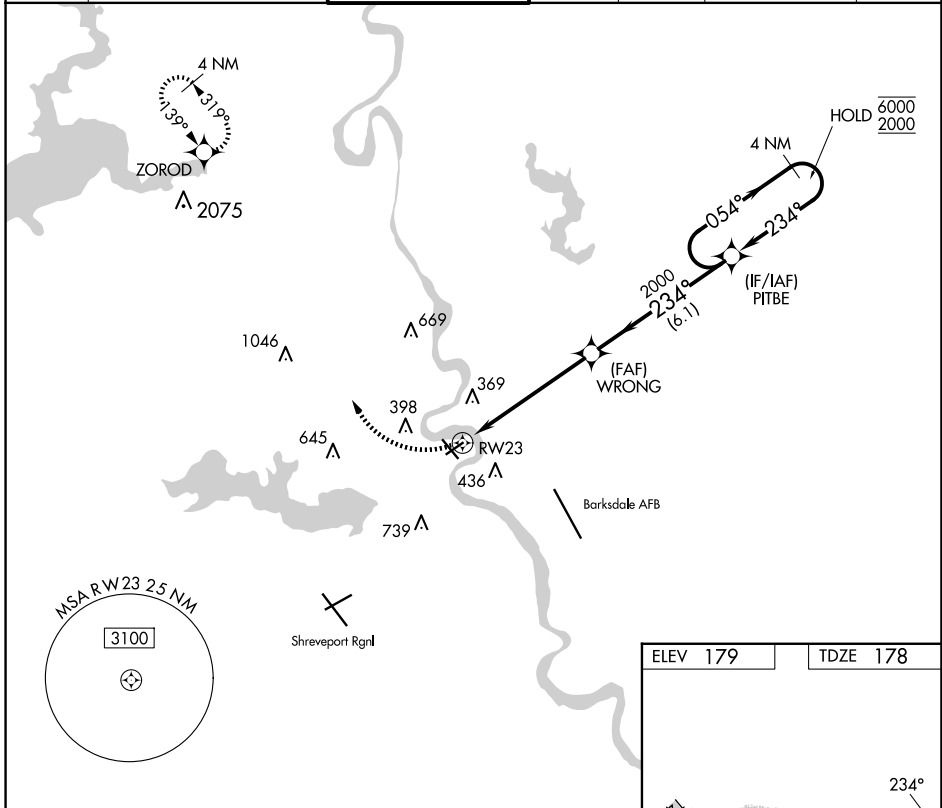 4 NM
319°
139°
ZOROD
2075
HOLD
6000
2000
4 NM
054°
234°
(IF/IAF)
PITBE
2000
234°
(6.1)
(FAF)
WRONG
669
1046
369
398
645
RW23
436
739
Barksdale AFB
Shreveport Rgnl
MSA RW23 25 NM
3100
ELEV 179
TDZE 178
234°